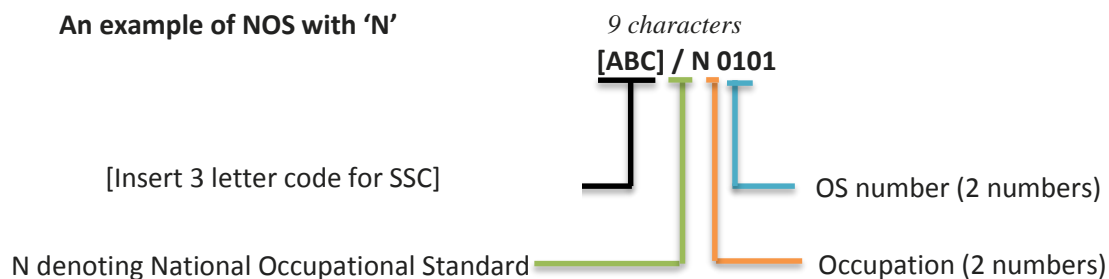 An example of NOS with ‘N’
9 characters
[ABC] / N 0101
[Insert 3 letter code for SSC]
OS number (2 numbers)
N denoting National Occupational Standard
Occupation (2 numbers)